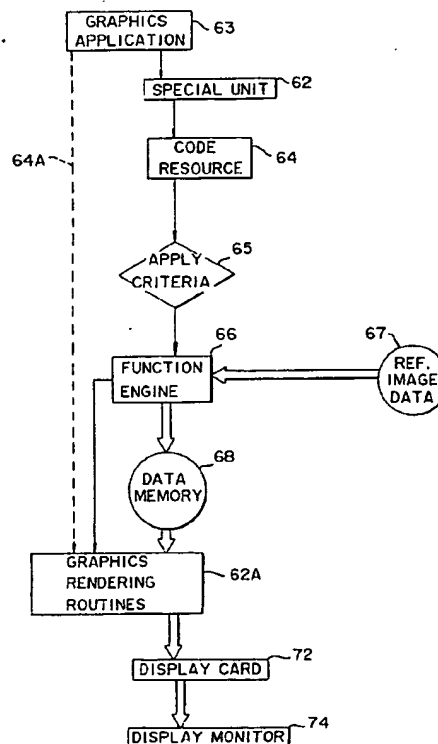 GRAPHICS
APPLICATION
63
62
SPECIAL UNIT
64A
CODE
RESOURCE
64
65
APPLY
CRITERIA
66
67
FUNCTION
ENGINE
REF.
IMAGE
DATA
68
DATA
MEMORY
GRAPHICS
RENDERING
ROUTINES
62A
72
DISPLAY CARD
74
DISPLAY MONITOR